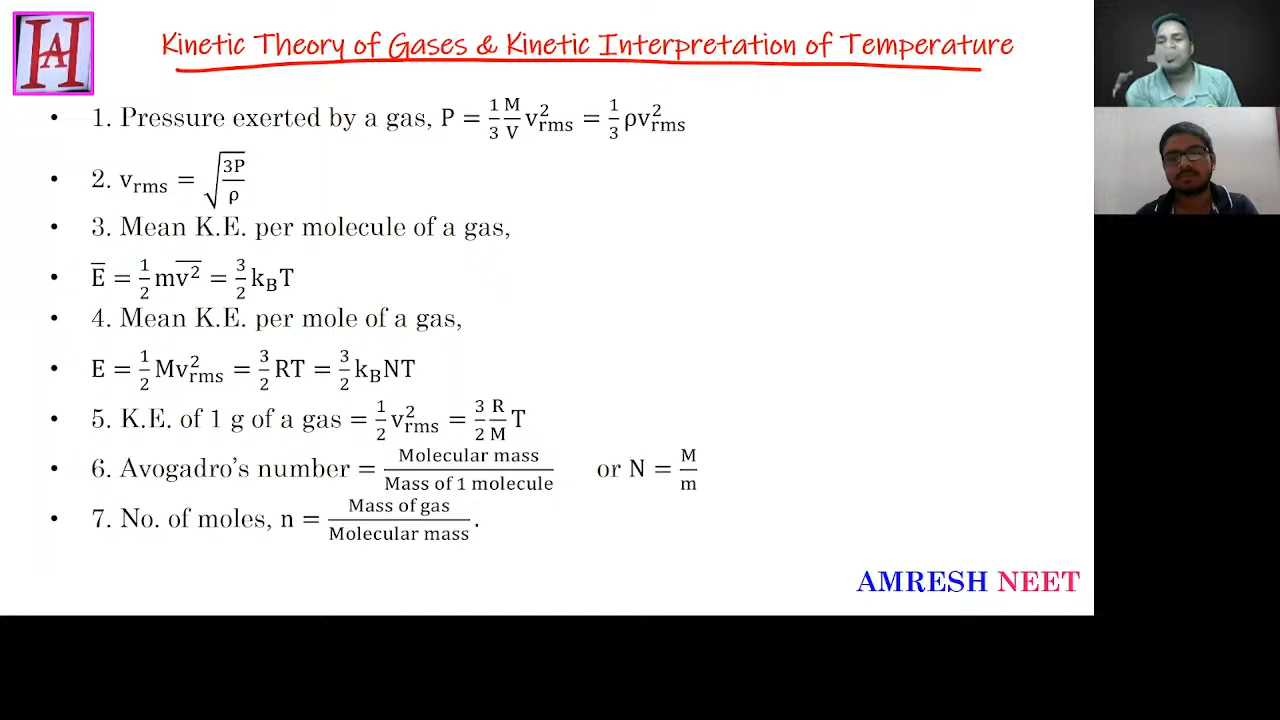 HA
Kinetic Theory of Gases & Kinetic Interpretation of Temperature
• 1. Pressure exerted by a gas, P = 1/3 M/V v²rms = 1/3 ρv²rms
• 2. vrms = √(3P/ρ)
• 3. Mean K.E. per molecule of a gas,
• E̅ = 1/2 mv²̅ = 3/2 kBT
• 4. Mean K.E. per mole of a gas,
• E = 1/2 Mv²rms = 3/2 RT = 3/2 kBNT
• 5. K.E. of 1 g of a gas = 1/2 v²rms = 3/2 R/M T
• 6. Avogadro's number = Molecular mass / Mass of 1 molecule or N = M/m
• 7. No. of moles, n = Mass of gas / Molecular mass .
AMRESH NEET